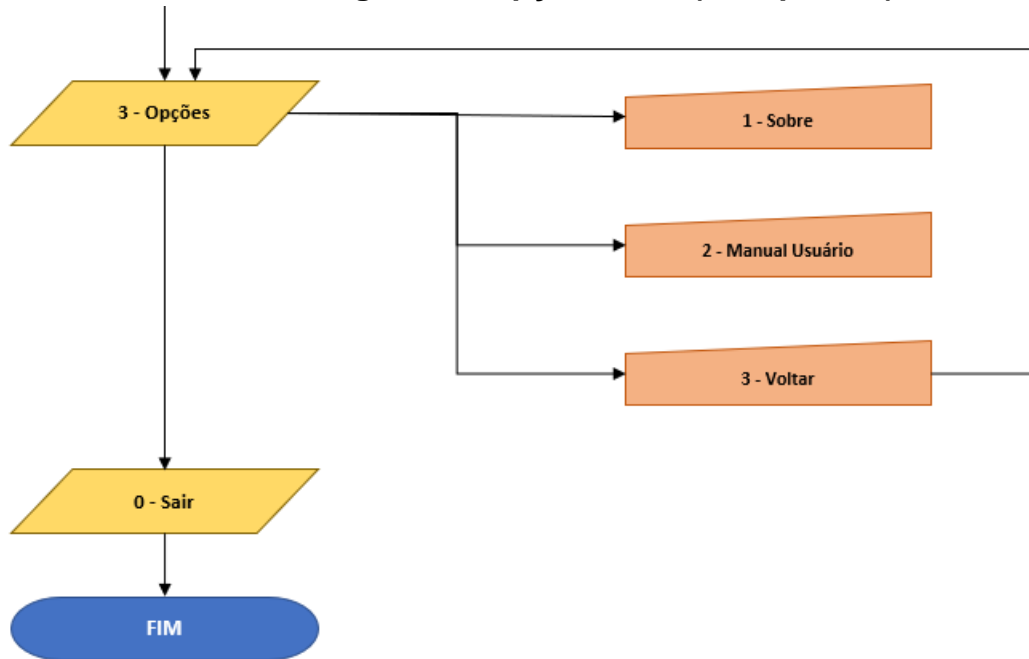 3 - Opções
1 - Sobre
2 - Manual Usuário
3 - Voltar
0 - Sair
FIM